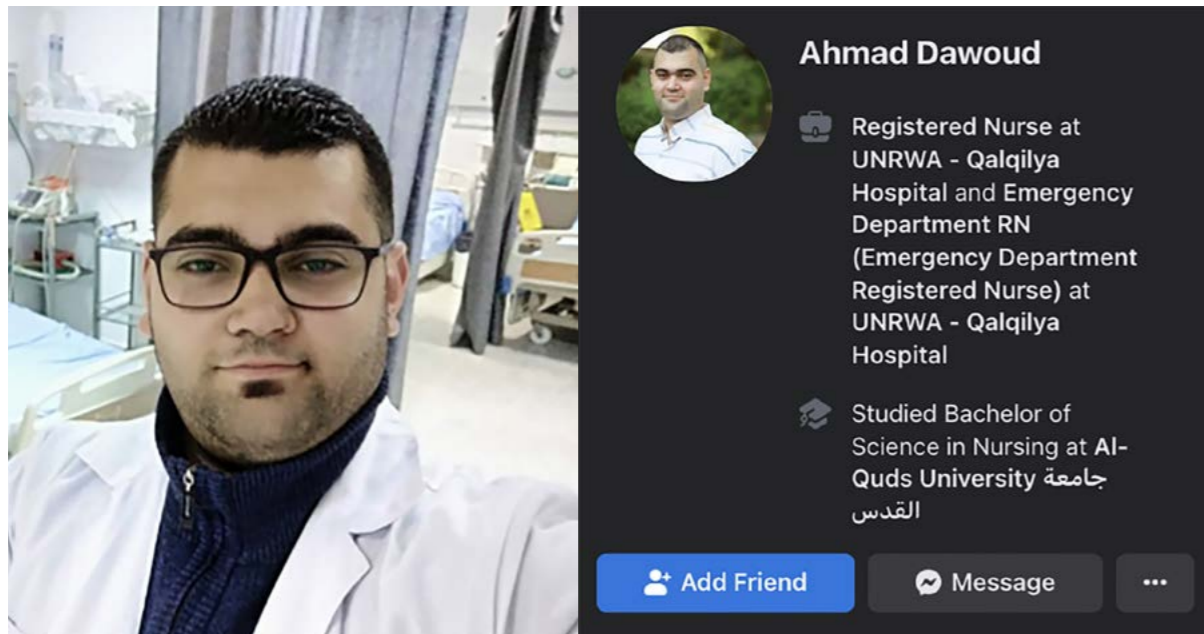 Ahmad Dawoud
Registered Nurse at
UNRWA - Qalqilya
Hospital and Emergency
Department RN
(Emergency Department
Registered Nurse) at
UNRWA - Qalqilya
Hospital
Studied Bachelor of
Science in Nursing at Al-
Quds University جامعة
القدس
Add Friend
Message